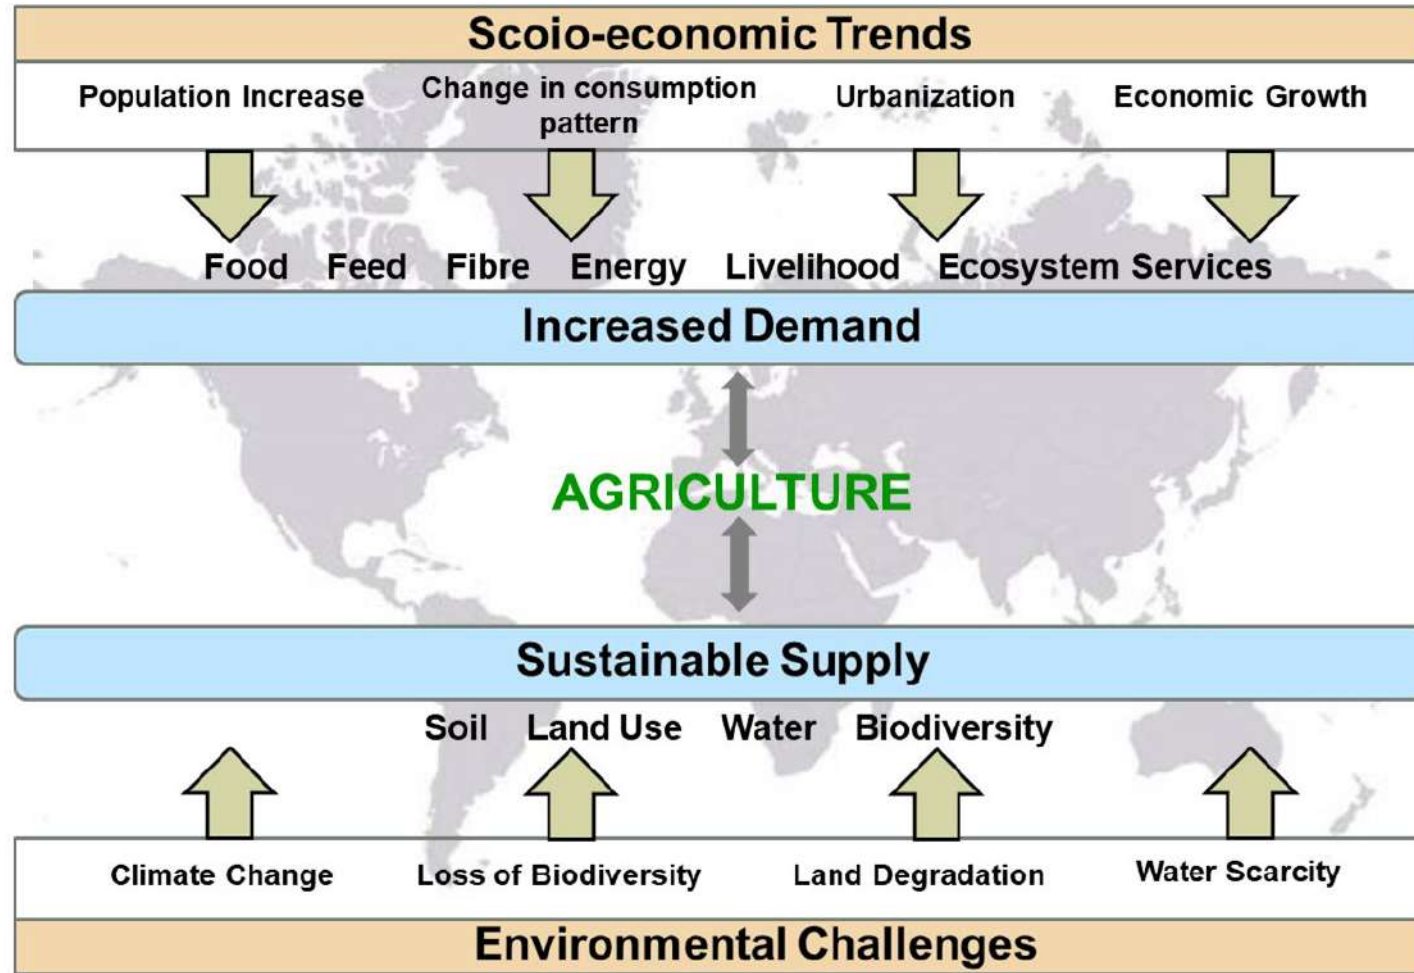 Scoio-economic Trends
Population Increase
Change in consumption
pattern
Urbanization
Economic Growth
Food Feed Fibre Energy Livelihood Ecosystem Services
Increased Demand
AGRICULTURE
Sustainable Supply
Soil Land Use Water Biodiversity
Climate Change
Loss of Biodiversity
Land Degradation
Water Scarcity
Environmental Challenges